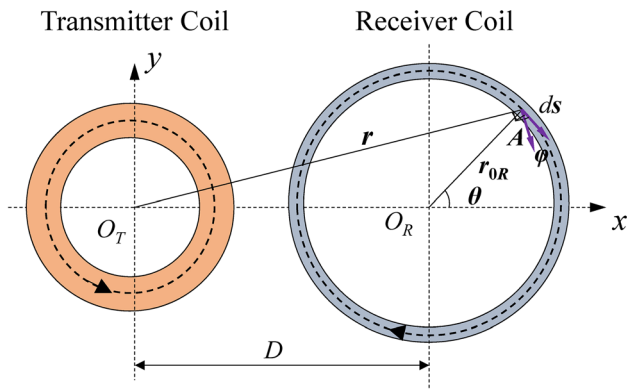 Transmitter Coil
Receiver Coil
y
r
ds
A
φ
r0R
θ
OT
OR
x
D